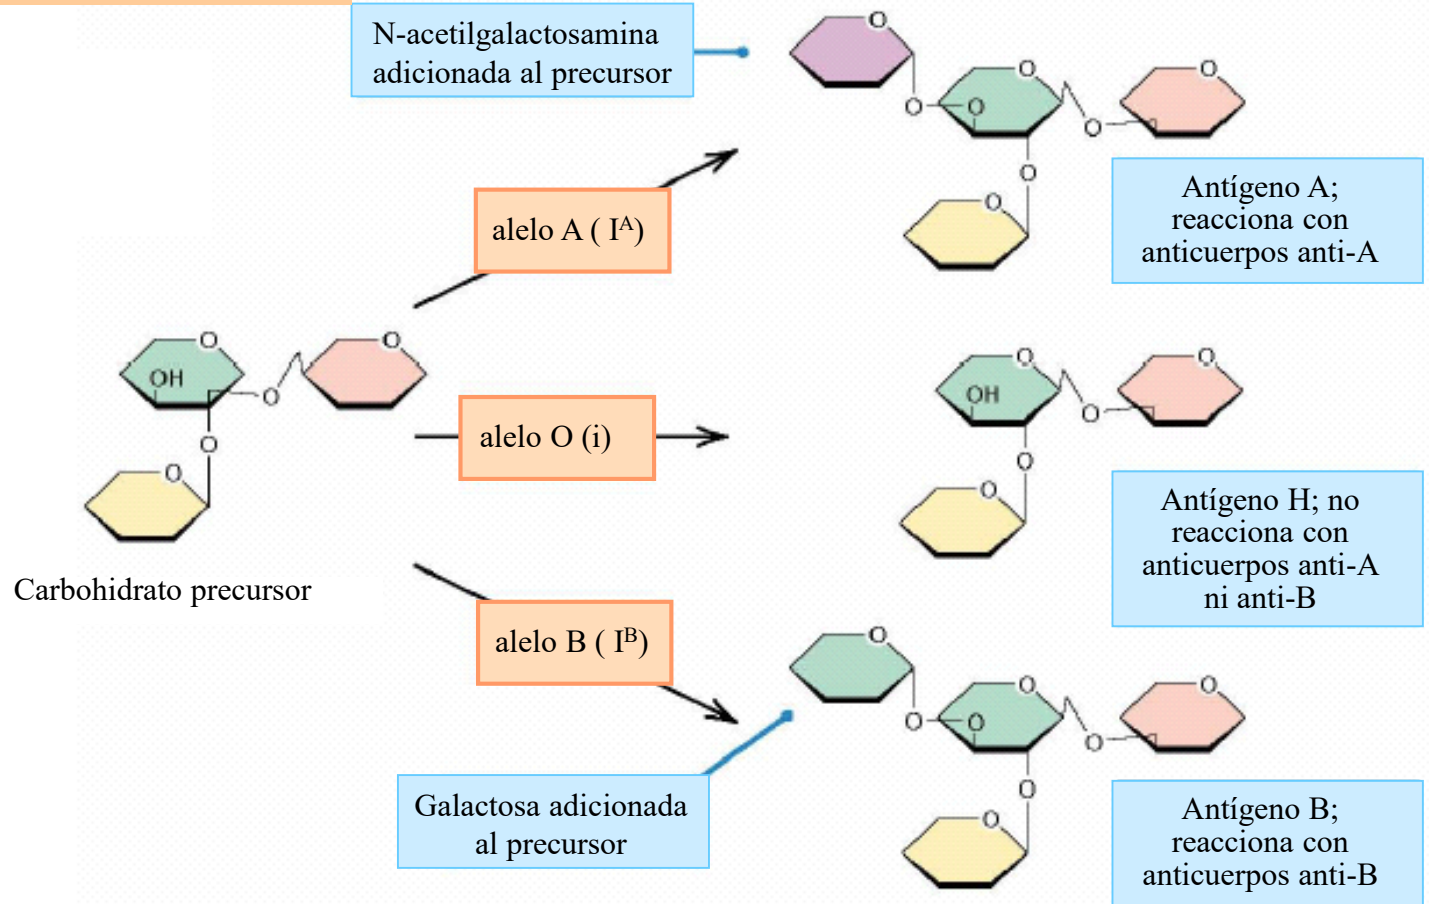 N-acetilgalactosamina
adicionada al precursor
O
O
O
O
O
O
O
O
Antígeno A;
reacciona con
anticuerpos anti-A
alelo A ( Iᴬ)
O
O
OH
O
O
O
Carbohidrato precursor
alelo O (i)
O
O
OH
O
O
O
Antígeno H; no
reacciona con
anticuerpos anti-A
ni anti-B
alelo B ( Iᴮ)
O
O
O
O
O
O
O
O
Galactosa adicionada
al precursor
Antígeno B;
reacciona con
anticuerpos anti-B